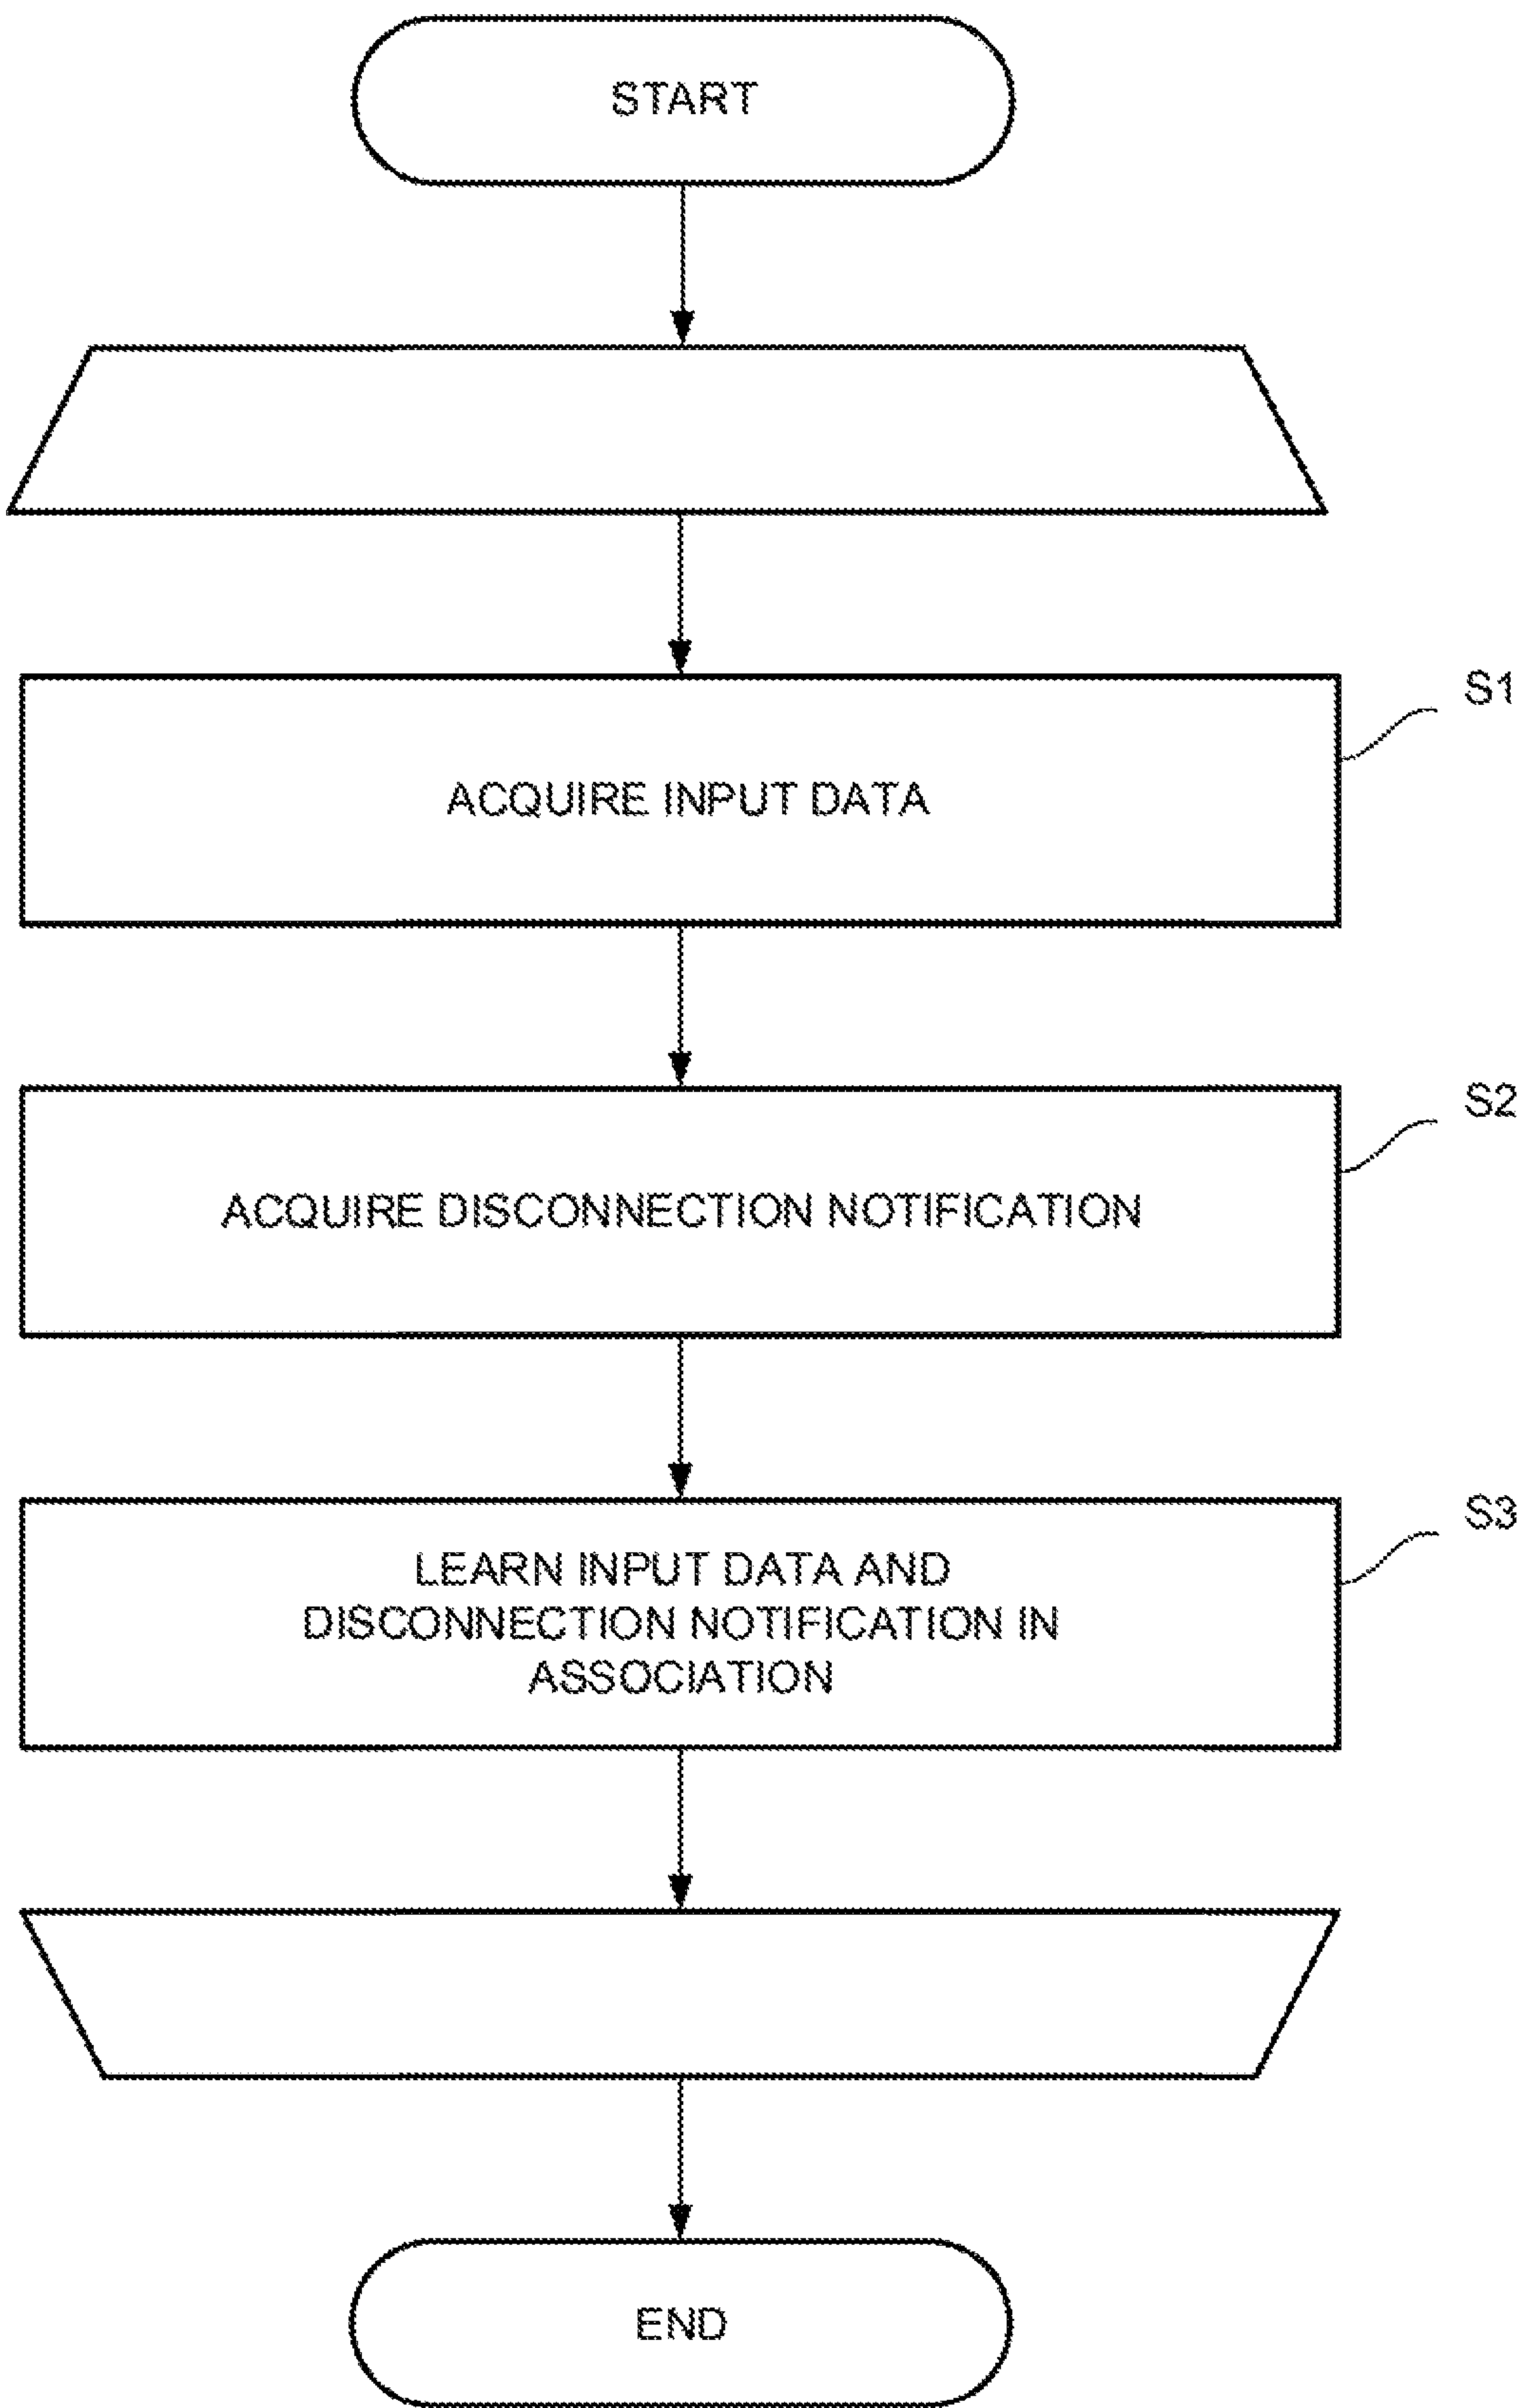 START
S1
ACQUIRE INPUT DATA
S2
ACQUIRE DISCONNECTION NOTIFICATION
S3
LEARN INPUT DATA AND
DISCONNECTION NOTIFICATION IN
ASSOCIATION
END